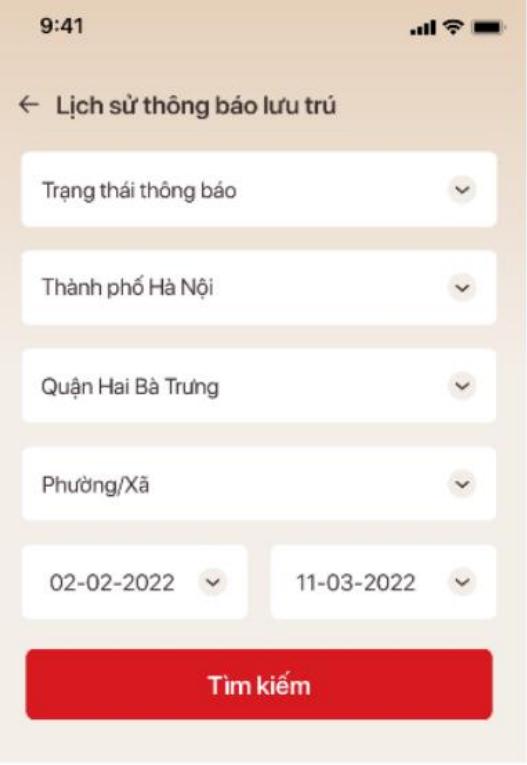 9:41
Lịch sử thông báo lưu trú
Trạng thái thông báo
Thành phố Hà Nội
Quận Hai Bà Trưng
Phường/Xã
02-02-2022 11-03-2022
Tìm kiếm